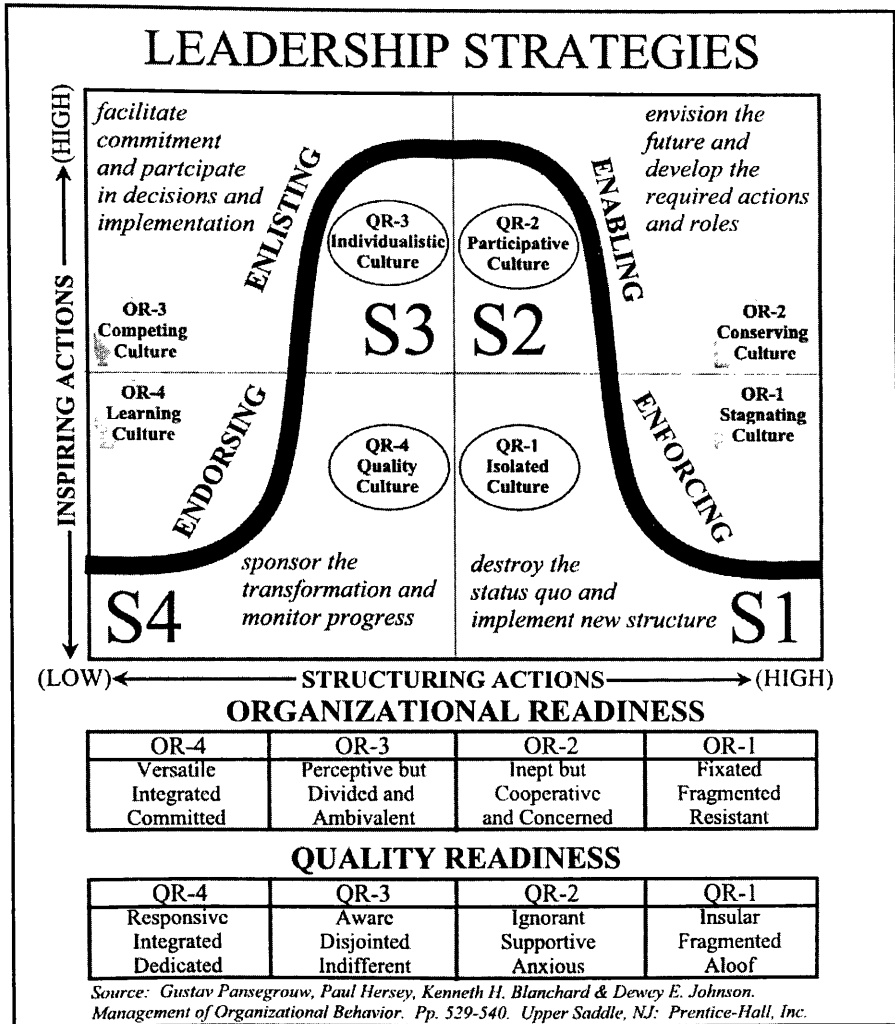 LEADERSHIP STRATEGIES
(HIGH)
INSPIRING ACTIONS
facilitate
commitment
and partcipate
in decisions and
implementation
ENLISTING
QR-3
Individualistic
Culture
S3
OR-3
Competing
Culture
envision the
future and
develop the
required actions
and roles
ENABLING
QR-2
Participative
Culture
S2
OR-2
Conserving
Culture
OR-4
Learning
Culture
ENDORSING
QR-4
Quality
Culture
sponsor the
transformation and
monitor progress
S4
OR-1
Stagnating
Culture
ENFORCING
QR-1
Isolated
Culture
destroy the
status quo and
implement new structure
S1
(LOW) STRUCTURING ACTIONS (HIGH)
ORGANIZATIONAL READINESS
OR-4 OR-3 OR-2 OR-1
Versatile Perceptive but Inept but Fixated
Integrated Divided and Cooperative Fragmented
Committed Ambivalent and Concerned Resistant
QUALITY READINESS
QR-4 QR-3 QR-2 QR-1
Responsive Aware Ignorant Insular
Integrated Disjointed Supportive Fragmented
Dedicated Indifferent Anxious Aloof
Source: Gustav Pansegrouw, Paul Hersey, Kenneth H. Blanchard & Dewey E. Johnson.
Management of Organizational Behavior. Pp. 529-540. Upper Saddle, NJ: Prentice-Hall, Inc.